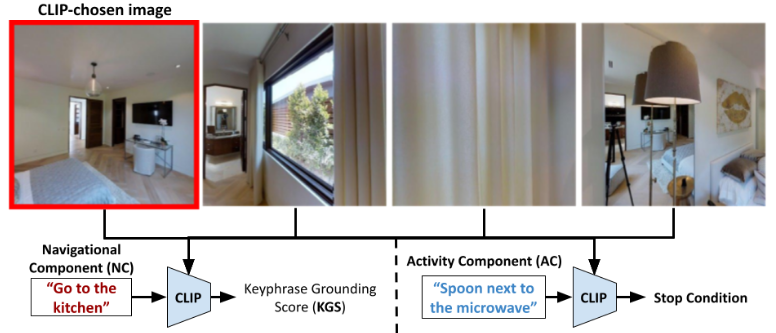 CLIP-chosen image
Navigational
Component (NC)
"Go to the
kitchen"
CLIP
Keyphrase Grounding
Score (KGS)
Activity Component (AC)
"Spoon next to
the microwave"
CLIP
Stop Condition